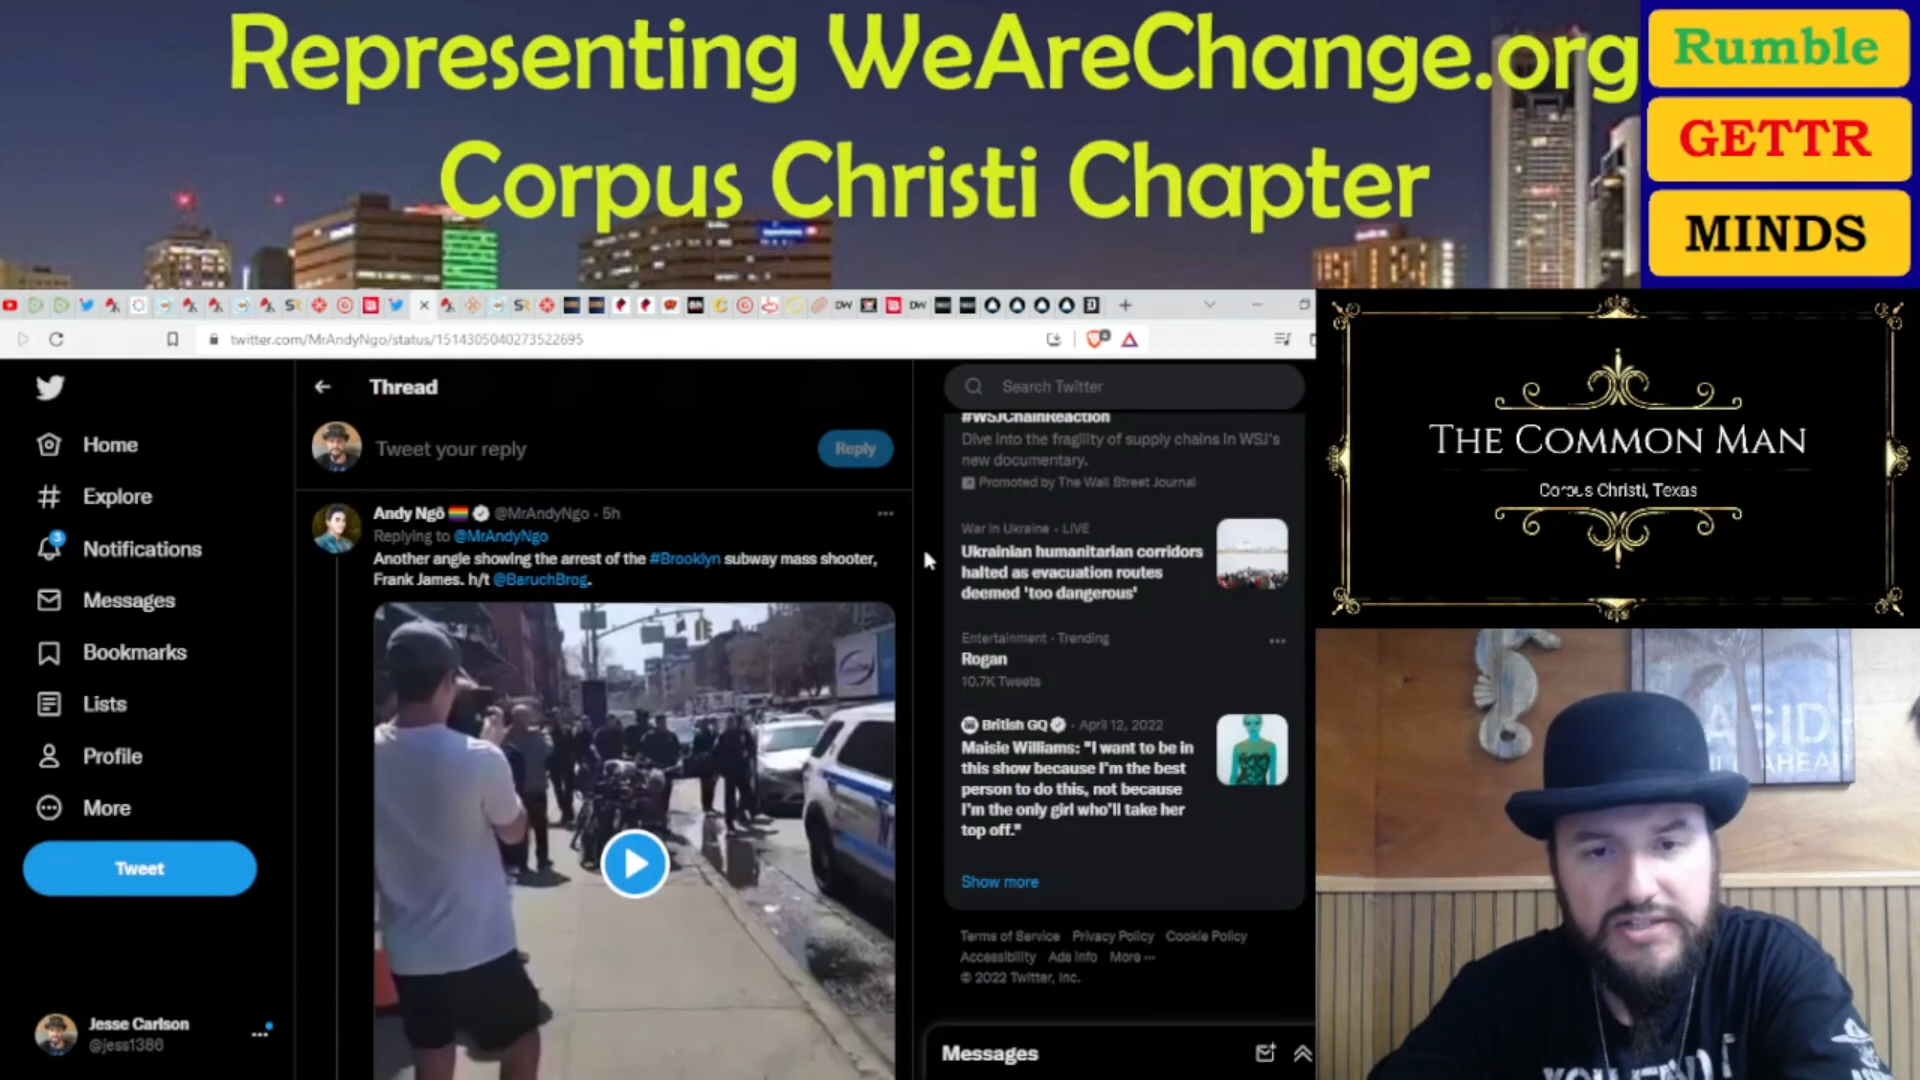 Representing WeAreChange.org
Corpus Christi Chapter
Rumble
GETTR
MINDS
twitter.com/MrAndyNgo/status/1514305040273522695
Home
Explore
Notifications
Messages
Bookmarks
Lists
Profile
More
Tweet
Jesse Carlson
@jess1386
Thread
Tweet your reply
Reply
Andy Ngô @MrAndyNgo · 5h
Replying to @MrAndyNgo
Another angle showing the arrest of the #Brooklyn subway mass shooter,
Frank James. h/t @BaruchBrog.
Search Twitter
#WSJChainReaction
Dive into the fragility of supply chains in WSJ's
new documentary.
Promoted by The Wall Street Journal
War in Ukraine · LIVE
Ukrainian humanitarian corridors
halted as evacuation routes
deemed 'too dangerous'
Entertainment · Trending
Rogan
10.7K Tweets
British GQ · April 12, 2022
Maisie Williams: "I want to be in
this show because I'm the best
person to do this, not because
I'm the only girl who'll take her
top off."
Show more
Terms of Service Privacy Policy Cookie Policy
Accessibility Ads info More ···
© 2022 Twitter, Inc.
Messages
THE COMMON MAN
Corpus Christi, Texas